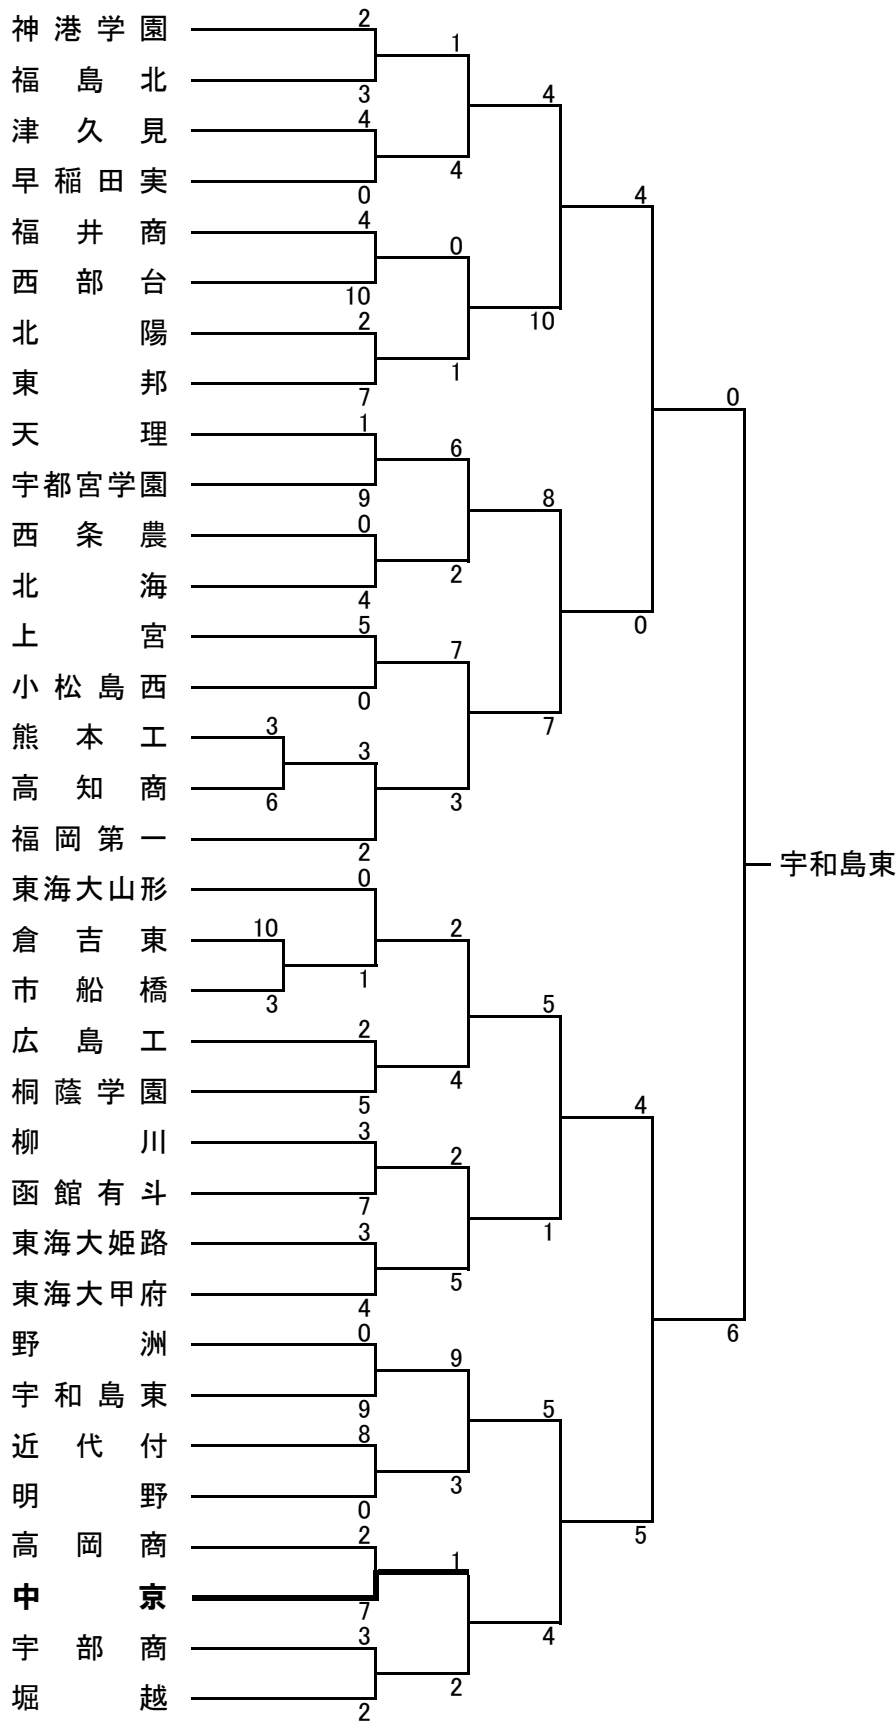 神港学園 2
1
福島北 3
4
津久見 4
4
早稲田実 0
4
福井商 4
0
西部台 10
10
北陽 2
1
東邦 7
0
天理 1
6
宇都宮学園 9
8
西条農 0
2
北海 4
0
上宮 5
7
小松島西 0
7
熊本工 3
3
高知商 6
3
福岡第一 2
宇和島東
東海大山形 0
倉吉東 10
2
市船橋 3
1
5
広島工 2
4
桐蔭学園 5
4
柳川 3
2
函館有斗 7
1
東海大姫路 3
5
東海大甲府 4
6
野洲 0
9
宇和島東 9
5
近代付 8
3
明野 0
5
高岡商 2
1
中京 7
4
宇部商 3
2
堀越 2